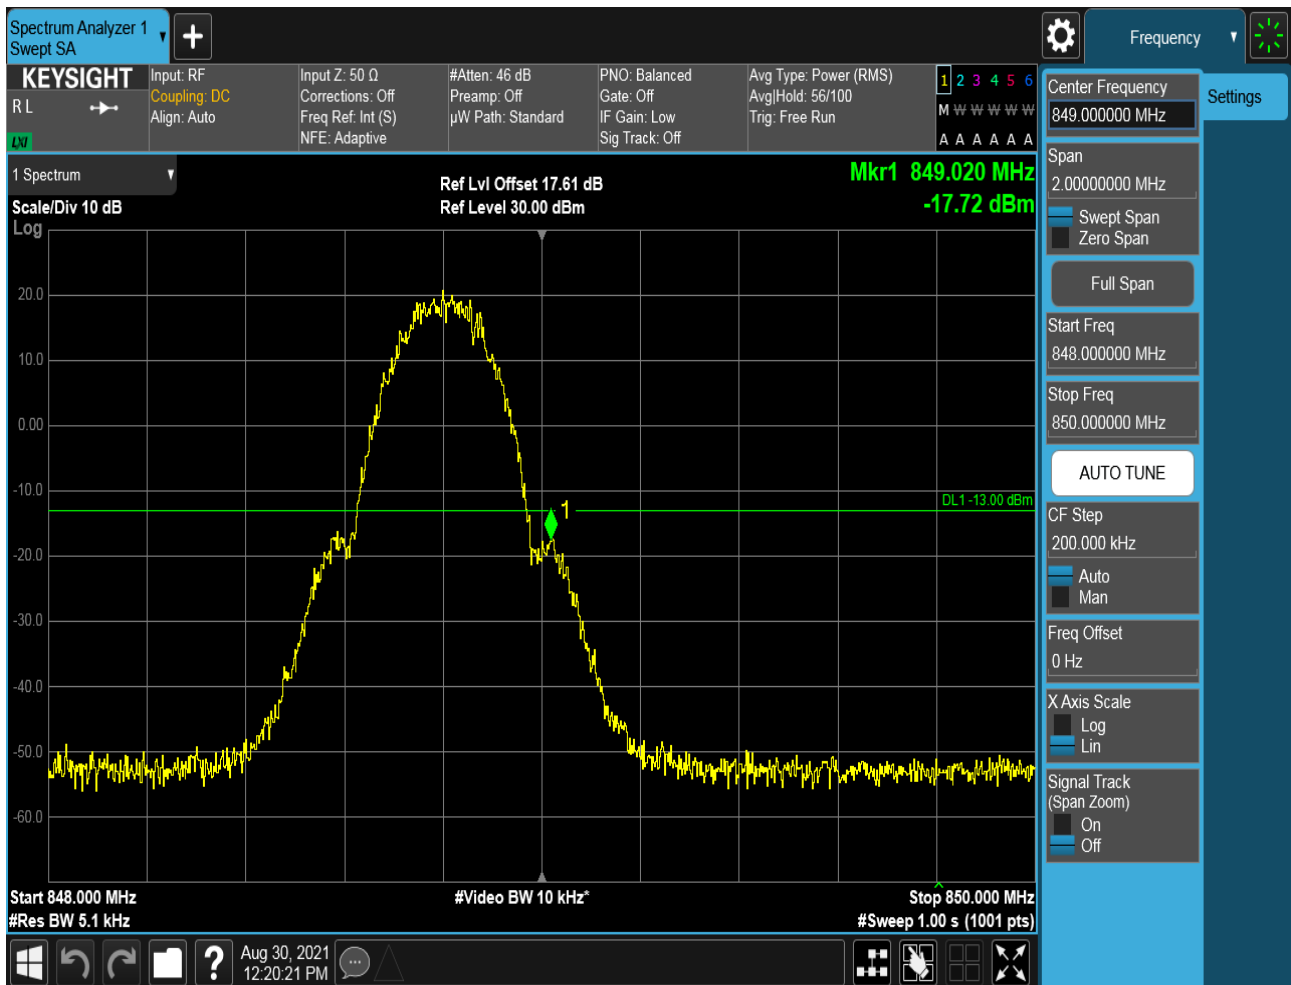 Spectrum Analyzer 1
Swept SA
Frequency
KEYSIGHT
R L
LXI
Input: RF
Coupling: DC
Align: Auto
Input Z: 50 Ω
Corrections: Off
Freq Ref: Int (S)
NFE: Adaptive
#Atten: 46 dB
Preamp: Off
µW Path: Standard
PNO: Balanced
Gate: Off
IF Gain: Low
Sig Track: Off
Avg Type: Power (RMS)
Avg|Hold: 56/100
Trig: Free Run
1 2 3 4 5 6
M W W W W W
A A A A A A
1 Spectrum
Scale/Div 10 dB
Log
Ref Lvl Offset 17.61 dB
Ref Level 30.00 dBm
Mkr1 849.020 MHz
-17.72 dBm
20.0
10.0
0.00
-10.0
-20.0
-30.0
-40.0
-50.0
-60.0
DL1 -13.00 dBm
1
Start 848.000 MHz
#Res BW 5.1 kHz
#Video BW 10 kHz*
Stop 850.000 MHz
#Sweep 1.00 s (1001 pts)
Center Frequency
849.000000 MHz
Span
2.00000000 MHz
Swept Span
Zero Span
Full Span
Start Freq
848.000000 MHz
Stop Freq
850.000000 MHz
AUTO TUNE
CF Step
200.000 kHz
Auto
Man
Freq Offset
0 Hz
X Axis Scale
Log
Lin
Signal Track
(Span Zoom)
On
Off
Settings
?
Aug 30, 2021
12:20:21 PM